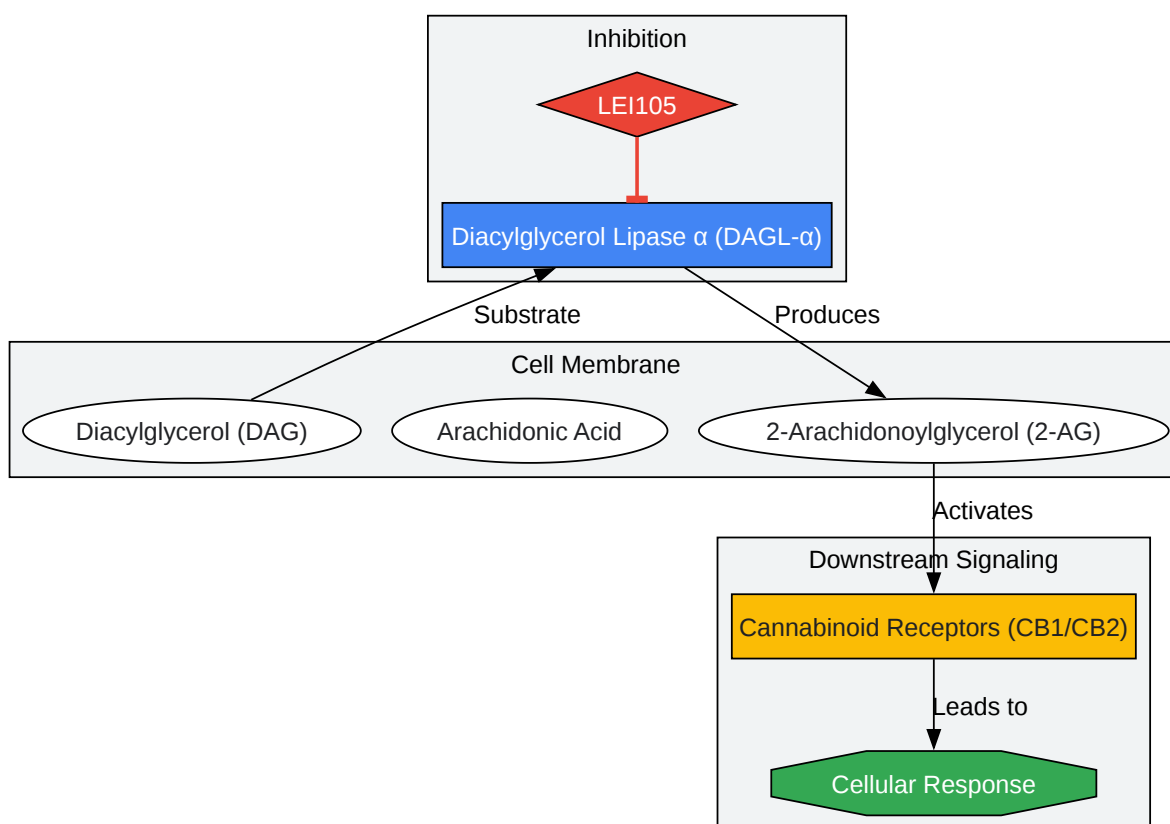 Inhibition
LEI105
Diacylglycerol Lipase α (DAGL-α)
Substrate
Produces
Cell Membrane
Diacylglycerol (DAG)
Arachidonic Acid
2-Arachidonoylglycerol (2-AG)
Activates
Downstream Signaling
Cannabinoid Receptors (CB1/CB2)
Leads to
Cellular Response